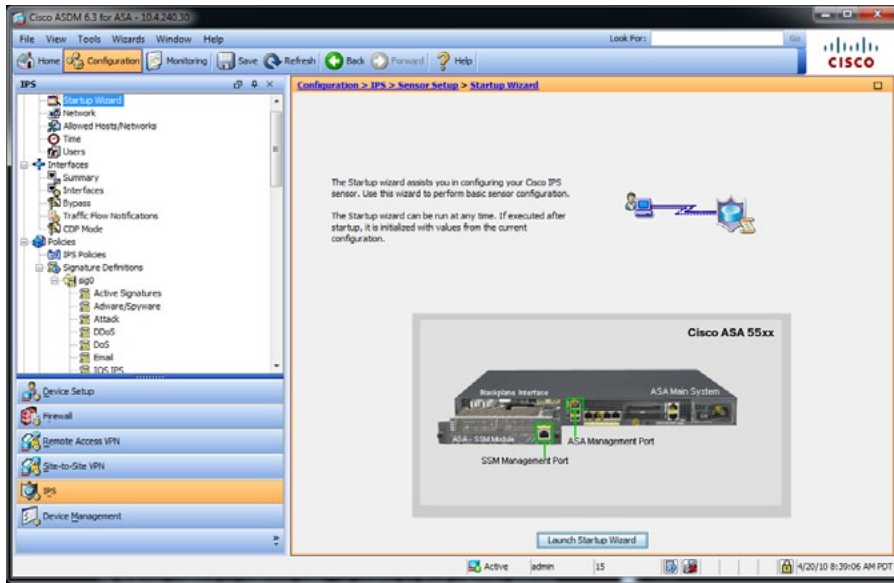 Cisco ASDM 6.3 for ASA - 10.4.240.30
File View Tools Wizards Window Help
Look For:
Go
Home Configuration Monitoring Save Refresh Back Forward Help
CISCO
IPS
Startup Wizard
Network
Allowed Hosts/Networks
Time
Users
Interfaces
Summary
Interfaces
Bypass
Traffic Flow Notifications
CDP Mode
Policies
IPS Policies
Signature Definitions
sig0
Active Signatures
Adware/Spyware
Attack
DDoS
DoS
Email
IOS IPS
Device Setup
Firewall
Remote Access VPN
Site-to-Site VPN
IPS
Device Management
Configuration > IPS > Sensor Setup > Startup Wizard
The Startup wizard assists you in configuring your Cisco IPS
sensor. Use this wizard to perform basic sensor configuration.
The Startup wizard can be run at any time. If executed after
startup, it is initialized with values from the current
configuration.
Cisco ASA 55xx
Backplane Interface
ASA Main System
ASA - SSM Module
ASA Management Port
SSM Management Port
Launch Startup Wizard
Active
admin
15
4/20/10 8:39:06 AM PDT